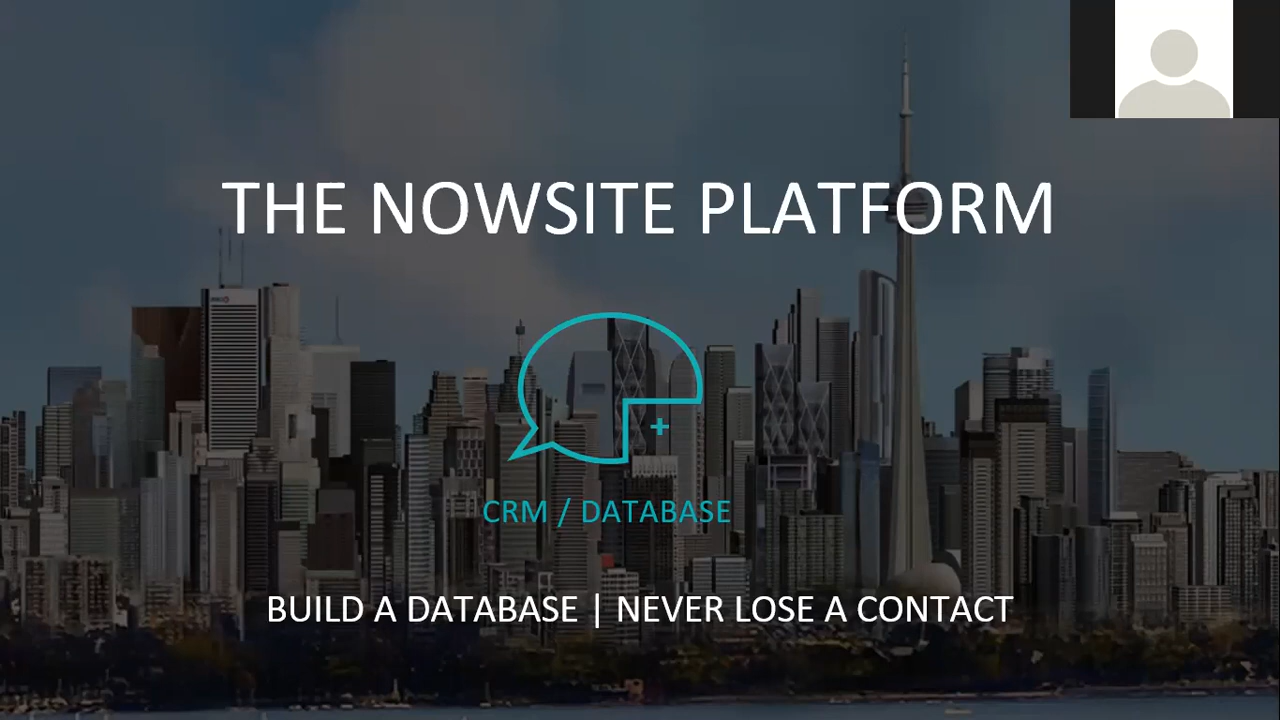 THE NOWSITE PLATFORM
+
CRM / DATABASE
BUILD A DATABASE | NEVER LOSE A CONTACT